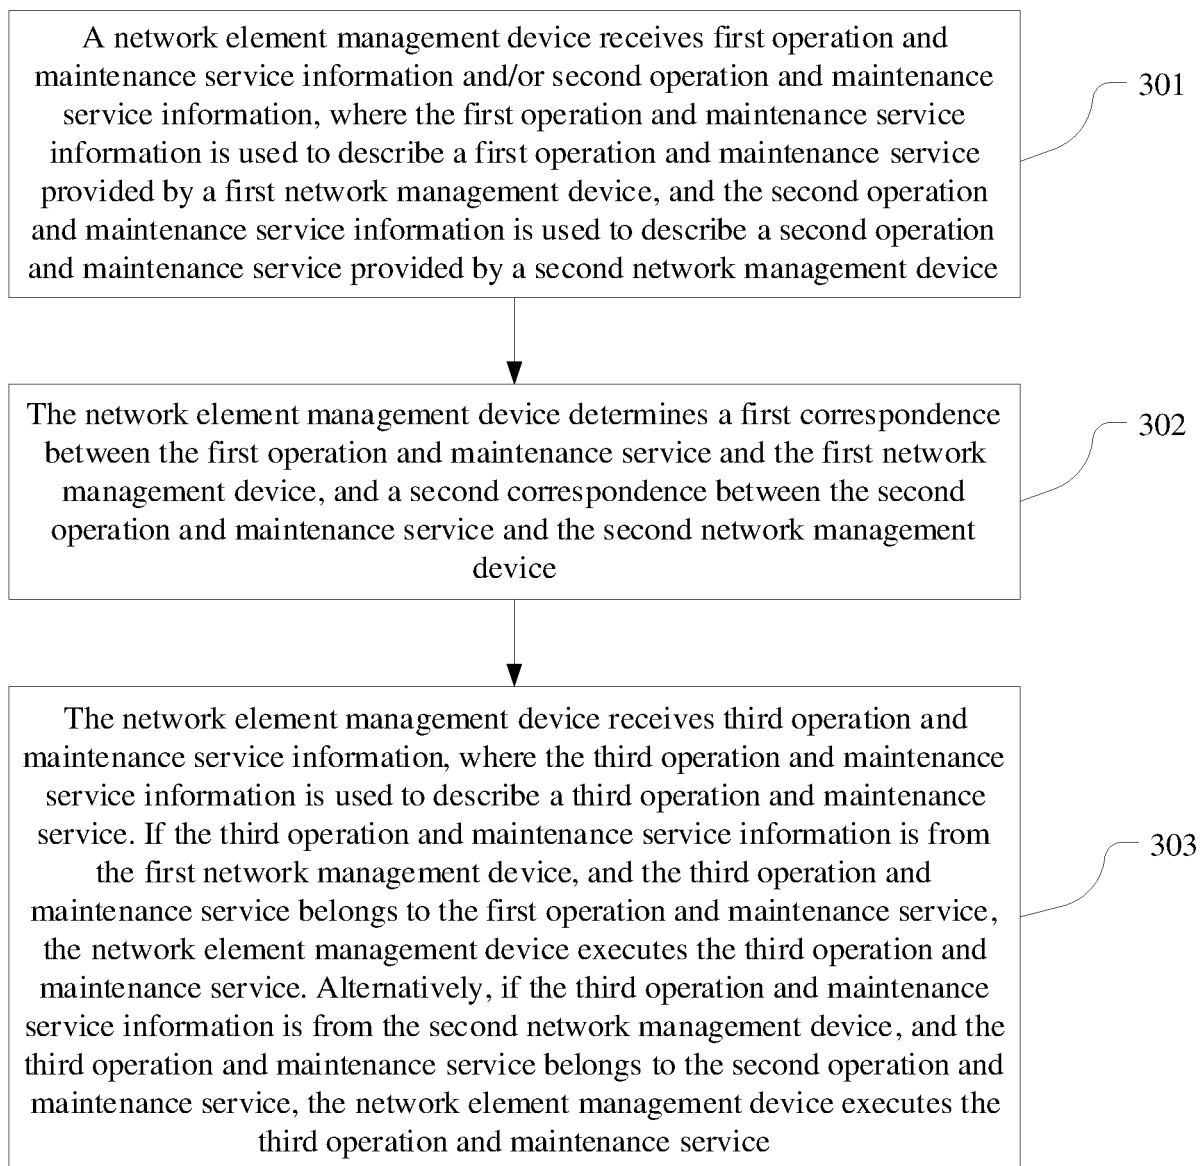 A network element management device receives first operation and
maintenance service information and/or second operation and maintenance
service information, where the first operation and maintenance service
information is used to describe a first operation and maintenance service
provided by a first network management device, and the second operation
and maintenance service information is used to describe a second operation
and maintenance service provided by a second network management device
301
The network element management device determines a first correspondence
between the first operation and maintenance service and the first network
management device, and a second correspondence between the second
operation and maintenance service and the second network management
device
302
The network element management device receives third operation and
maintenance service information, where the third operation and maintenance
service information is used to describe a third operation and maintenance
service. If the third operation and maintenance service information is from
the first network management device, and the third operation and
maintenance service belongs to the first operation and maintenance service,
the network element management device executes the third operation and
maintenance service. Alternatively, if the third operation and maintenance
service information is from the second network management device, and the
third operation and maintenance service belongs to the second operation and
maintenance service, the network element management device executes the
third operation and maintenance service
303